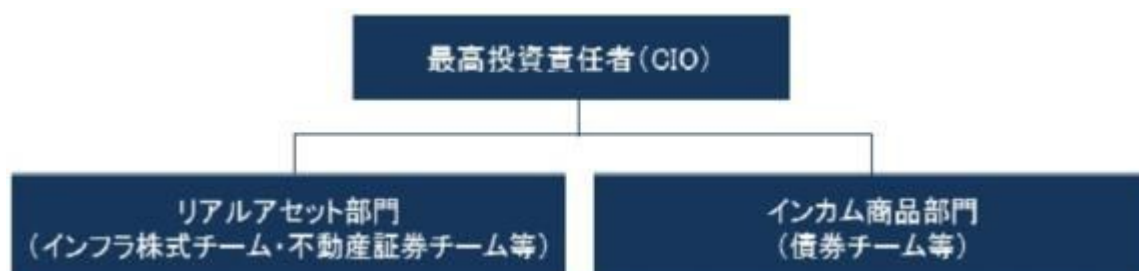 最高投資責任者(CIO)
リアルアセット部門
(インフラ株式チーム・不動産証券チーム等)
インカム商品部門
(債券チーム等)